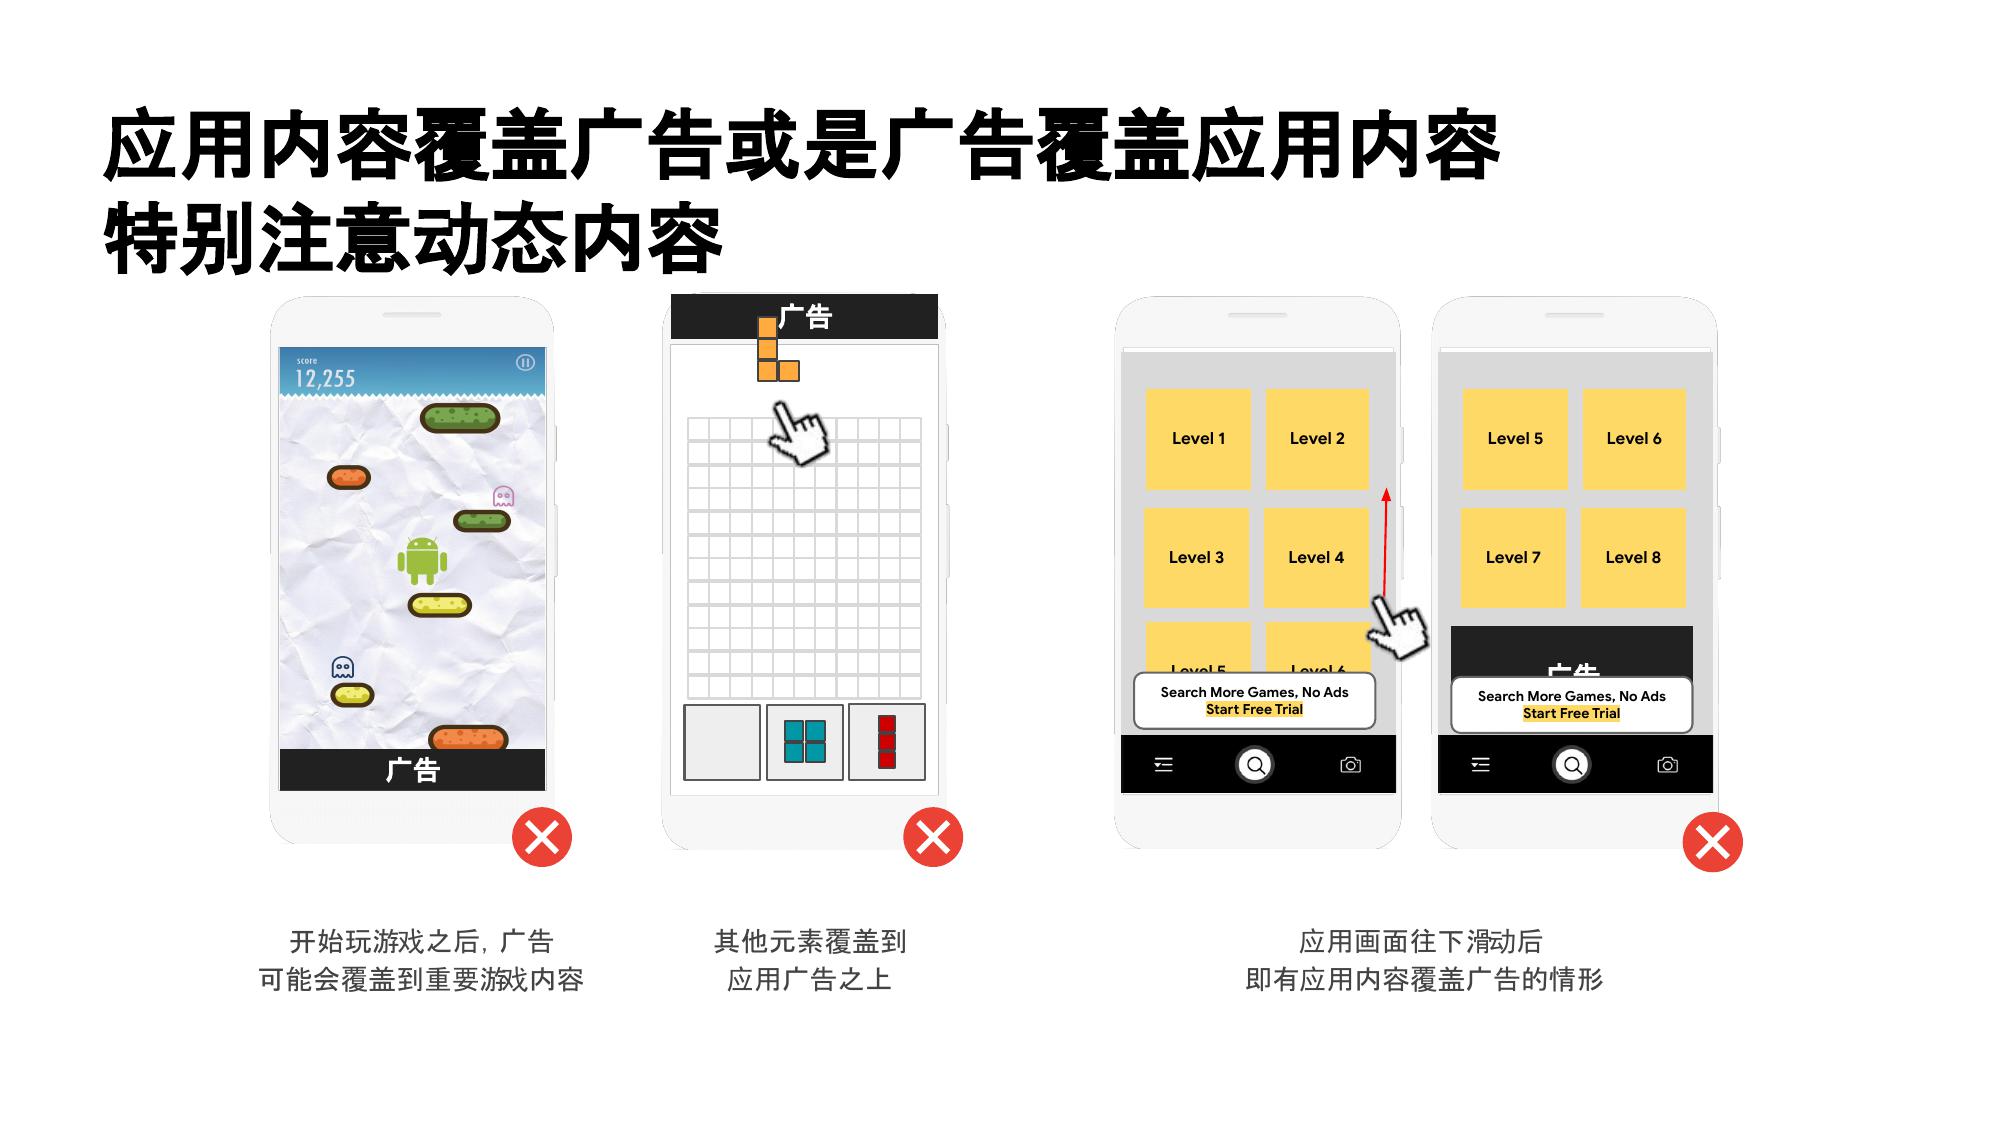 应用内容覆盖广告或是广告覆盖应用内容
特别注意动态内容
score
12,255
广告
广告
Level 1
Level 2
Level 3
Level 4
Level 5
Level 6
Search More Games, No Ads
Start Free Trial
Level 5
Level 6
Level 7
Level 8
广告
Search More Games, No Ads
Start Free Trial
开始玩游戏之后, 广告
可能会覆盖到重要游戏内容
其他元素覆盖到
应用广告之上
应用画面往下滑动后
即有应用内容覆盖广告的情形